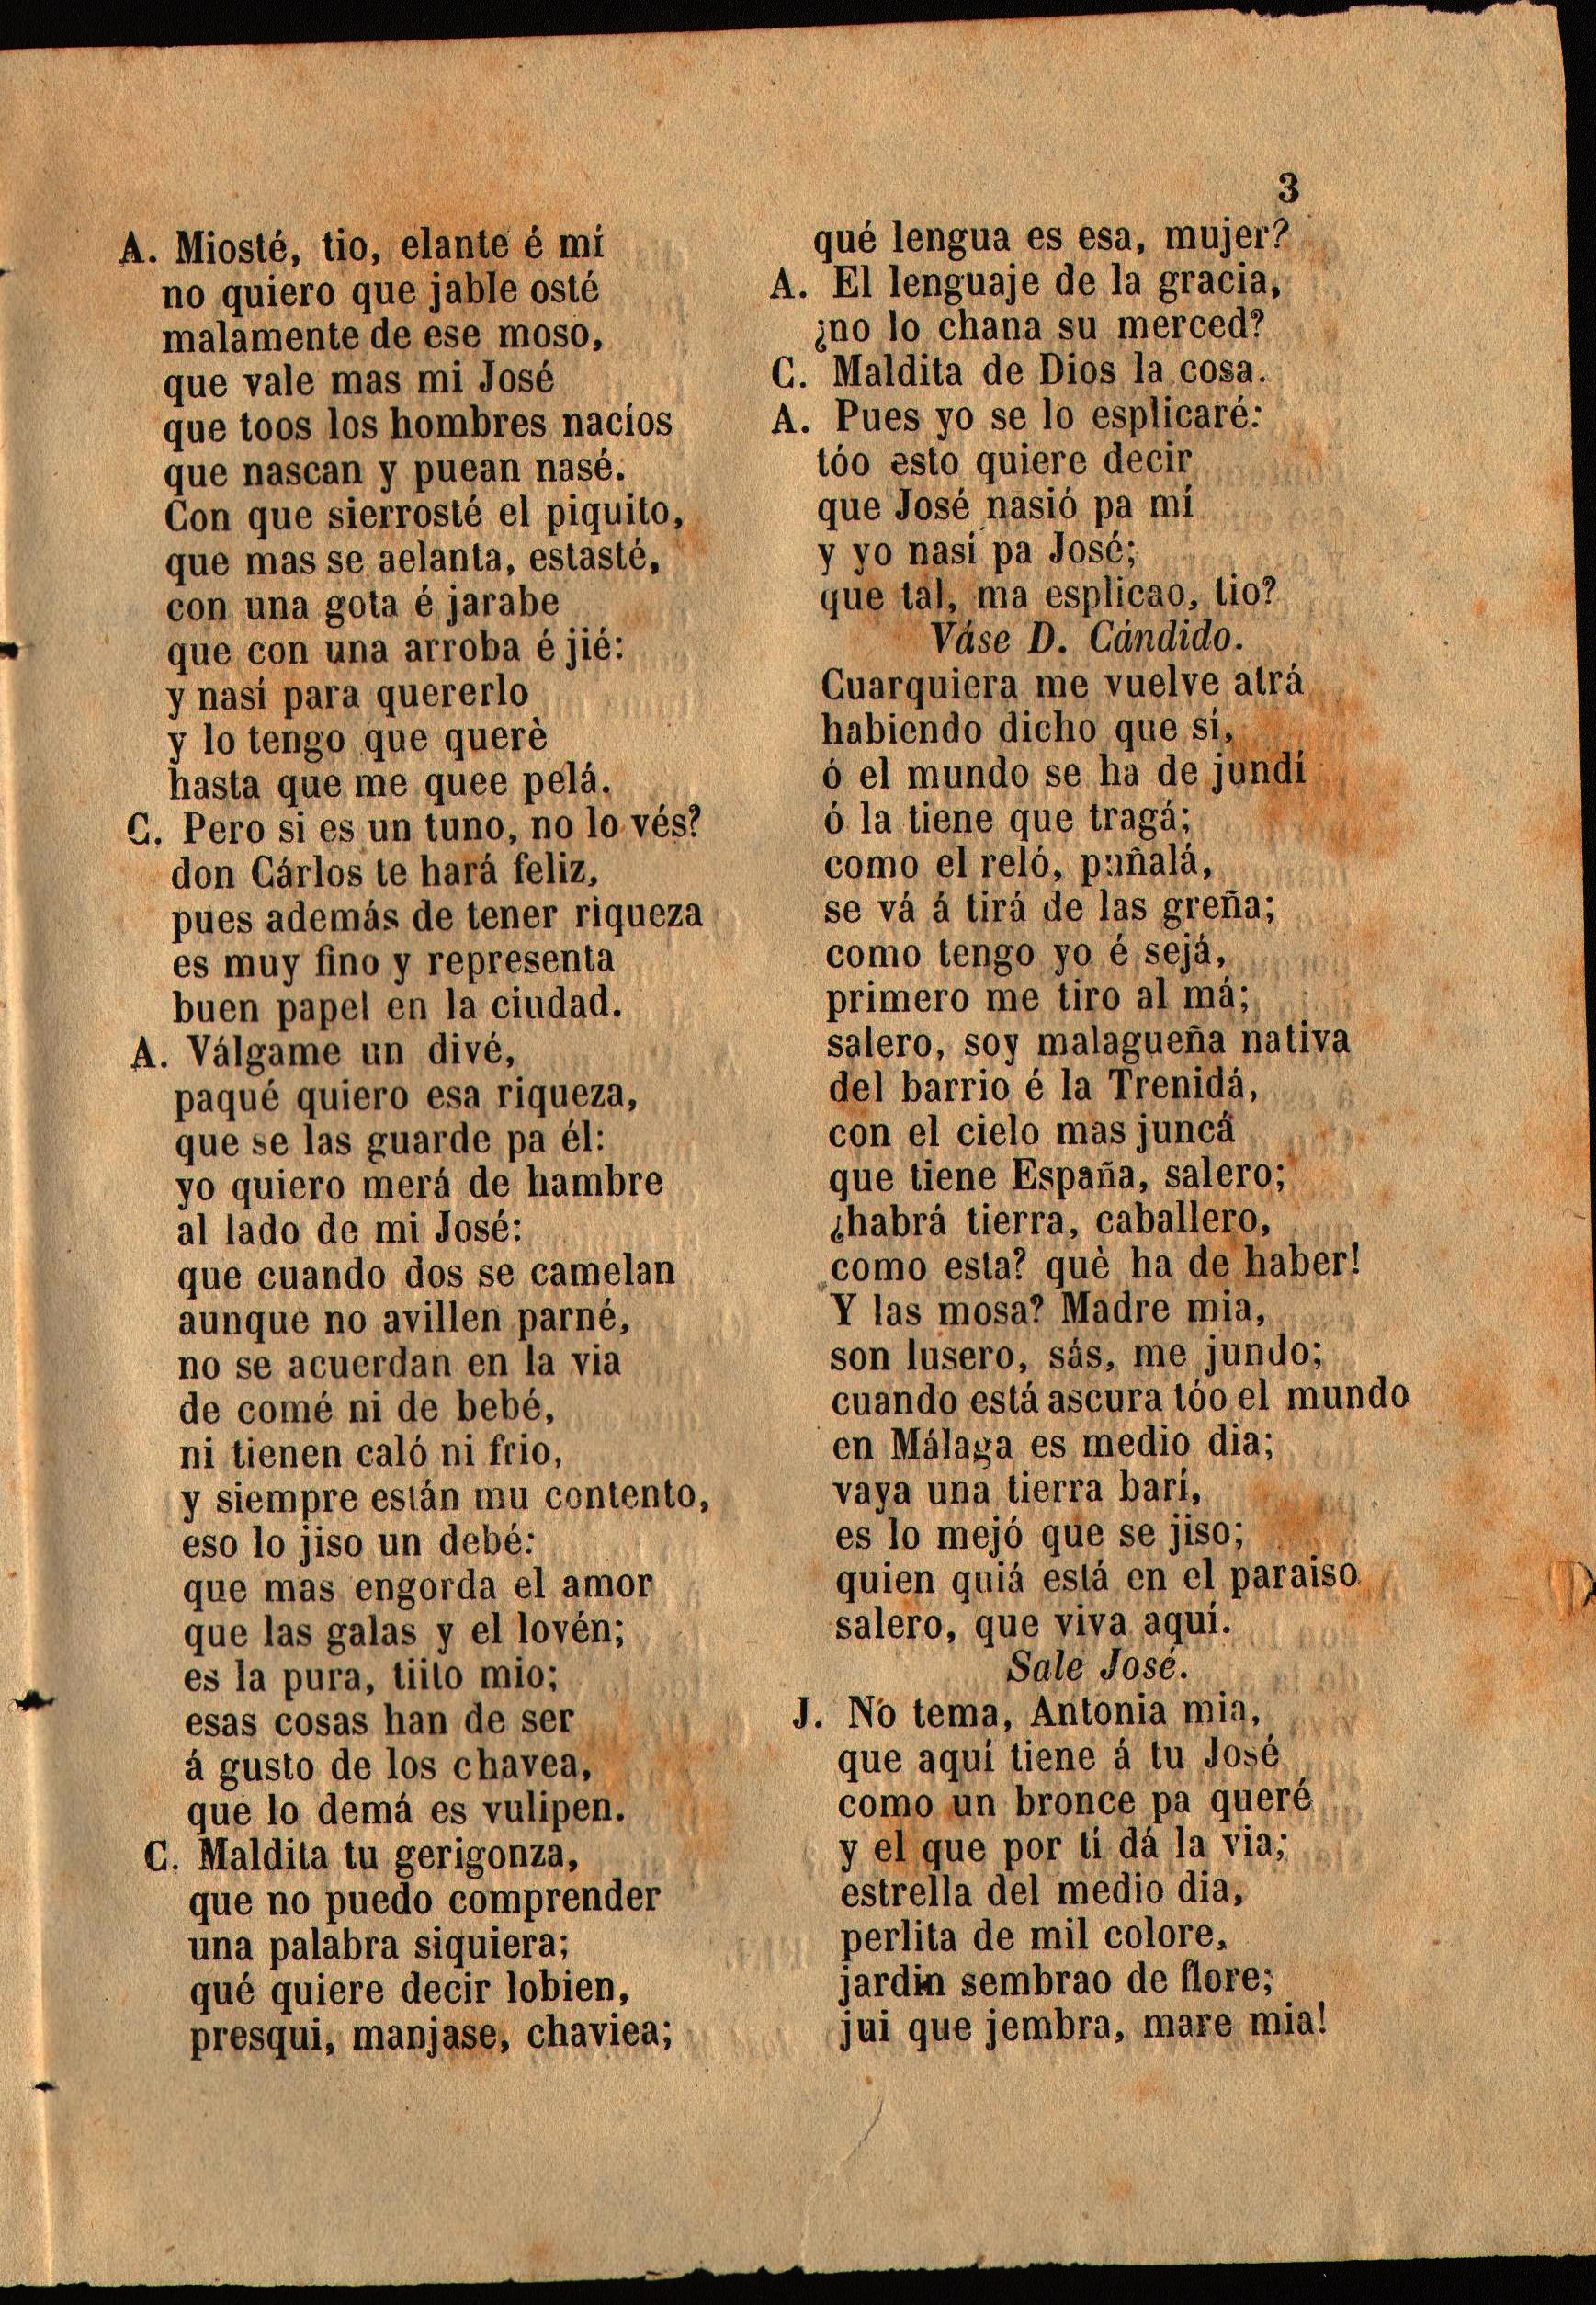 3
A. Miosté, tio, elante é mí
no quiero que jable osté
malamente de ese moso,
que vale mas mi José
que toos los hombres nacíos
que nascan y puean nasé.
Con que sierrosté el piquito,
que mas se aelanta, estasté,
con una gota é jarabe
que con una arroba é jié:
y nasí para quererlo
y lo tengo que querè
hasta que me quee pelá.
C. Pero si es un tuno, no lo vés?
don Cárlos te hará feliz,
pues además de tener riqueza
es muy fino y representa
buen papel en la ciudad.
A. Válgame un divé,
paqué quiero esa riqueza,
que se las guarde pa él:
yo quiero merá de hambre
al lado de mi José:
que cuando dos se camelan
aunque no avillen parné,
no se acuerdan en la via
de comé ni de bebé,
ni tienen caló ni frio,
y siempre están mu contento,
eso lo jiso un debé:
que mas engorda el amor
que las galas y el lovén;
es la pura, tiito mio;
esas cosas han de ser
á gusto de los chavea,
que lo demá es vulipen.
C. Maldita tu gerigonza,
que no puedo comprender
una palabra siquiera;
qué quiere decir lobien,
presqui, manjase, chaviea;
qué lengua es esa, mujer?
A. El lenguaje de la gracia,
¿no lo chana su merced?
C. Maldita de Dios la cosa.
A. Pues yo se lo esplicaré:
tóo esto quiere decir
que José nasió pa mí
y yo nasí pa José;
que tal, ma esplicao, tio?
Váse D. Cándido.
Cuarquiera me vuelve atrá
habiendo dicho que sí,
ó el mundo se ha de jundí
ó la tiene que tragá;
como el reló, puñalá,
se vá á tirá de las greña;
como tengo yo é sejá,
primero me tiro al má;
salero, soy malagueña nativa
del barrio é la Trenidá,
con el cielo mas juncá
que tiene España, salero;
¿habrá tierra, caballero,
como esta? què ha de haber!
Y las mosa? Madre mia,
son lusero, sás, me jundo;
cuando está ascura tóo el mundo
en Málaga es medio dia;
vaya una tierra barí,
es lo mejó que se jiso;
quien quiá está en el paraiso
salero, que viva aquí.
Sale José.
J. No tema, Antonia mia,
que aquí tiene á tu José
como un bronce pa queré
y el que por tí dá la via;
estrella del medio dia,
perlita de mil colore,
jardin sembrao de flore;
jui que jembra, mare mia!